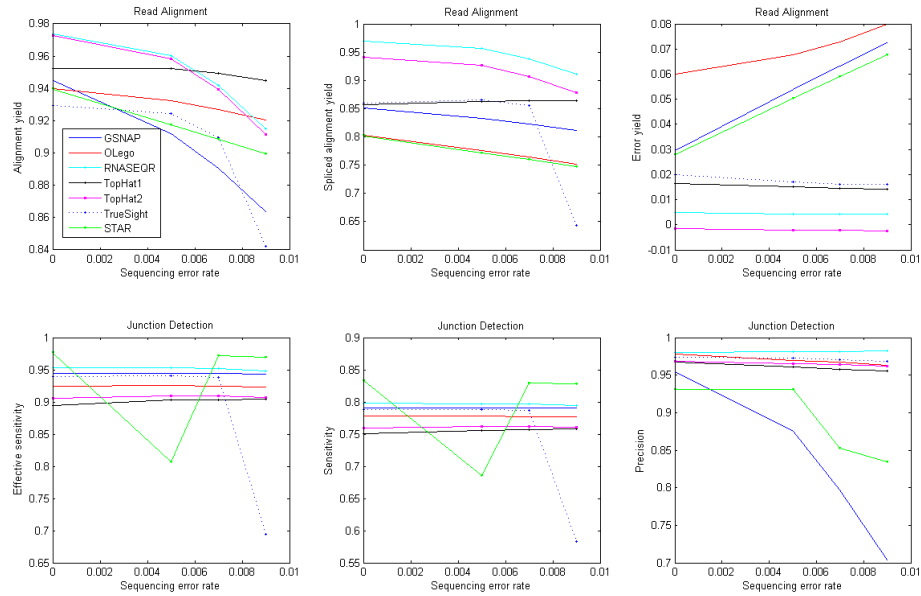 Read Alignment
Alignment yield
0.98
0.96
0.94
0.92
0.9
0.88
0.86
0.84
GSNAP
OLego
RNASEQR
TopHat1
TopHat2
TrueSight
STAR
0 0.002 0.004 0.006 0.008 0.01
Sequencing error rate
Read Alignment
Spliced alignment yield
1
0.95
0.9
0.85
0.8
0.75
0.7
0.65
0 0.002 0.004 0.006 0.008 0.01
Sequencing error rate
Read Alignment
Error yield
0.08
0.07
0.06
0.05
0.04
0.03
0.02
0.01
0
-0.01
0 0.002 0.004 0.006 0.008 0.01
Sequencing error rate
Junction Detection
Effective sensitivity
1
0.95
0.9
0.85
0.8
0.75
0.7
0.65
0 0.002 0.004 0.006 0.008 0.01
Sequencing error rate
Junction Detection
Sensitivity
0.9
0.85
0.8
0.75
0.7
0.65
0.6
0.55
0 0.002 0.004 0.006 0.008 0.01
Sequencing error rate
Junction Detection
Precision
1
0.95
0.9
0.85
0.8
0.75
0.7
0 0.002 0.004 0.006 0.008 0.01
Sequencing error rate